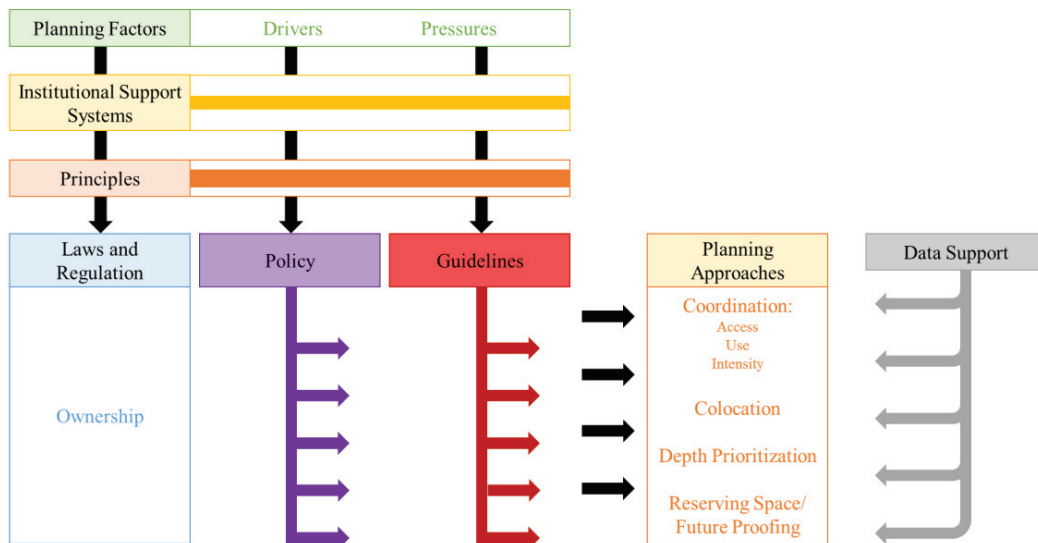 Planning Factors
Drivers
Pressures
Institutional Support
Systems
Principles
Laws and
Regulation
Ownership
Policy
Guidelines
Planning
Approaches
Coordination:
Access
Use
Intensity
Colocation
Depth Prioritization
Reserving Space/
Future Proofing
Data Support